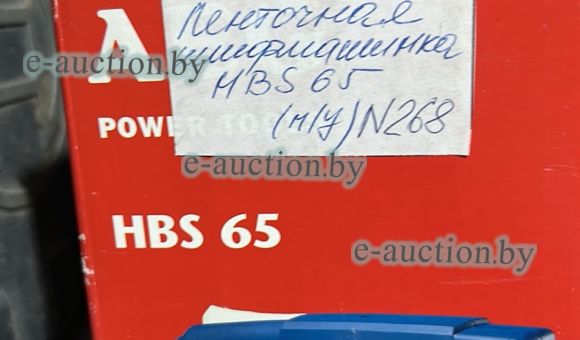 Ленточная
шлифмашинка
HBS 65
(н/у) N268
POWER TO
HBS 65
e-auction.by
e-auction.by
e-auction.by